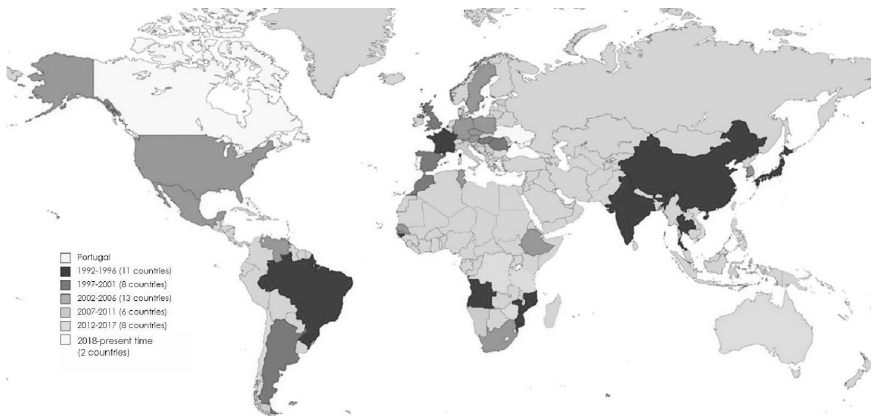 Portugal
1992-1996 (11 countries)
1997-2001 (8 countries)
2002-2006 (13 countries)
2007-2011 (6 countries)
2012-2017 (8 countries)
2018-present time
(2 countries)